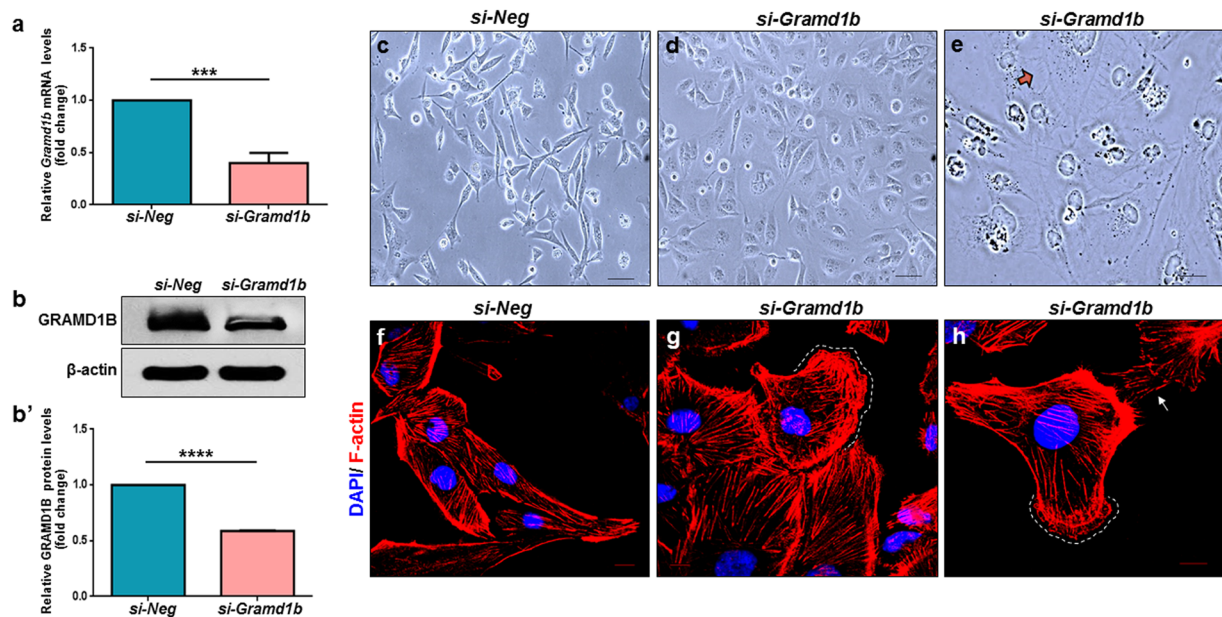 a
Relative Gramd1b mRNA levels
(fold change)
1.5
1.0
0.5
0.0
***
si-Neg
si-Gramd1b
b
si-Neg
si-Gramd1b
GRAMD1B
β-actin
b’
Relative GRAMD1B protein levels
(fold change)
1.5
1.0
0.5
0.0
****
si-Neg
si-Gramd1b
si-Neg
si-Gramd1b
si-Gramd1b
c
d
e
si-Neg
si-Gramd1b
si-Gramd1b
DAPI/ F-actin
f
g
h